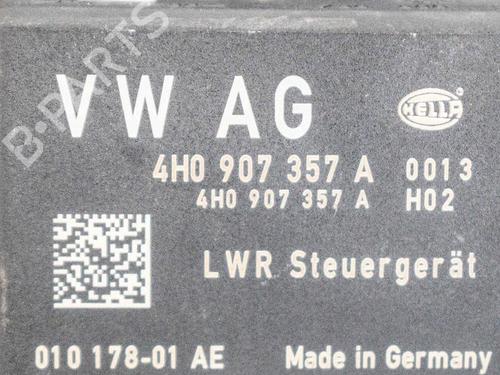 B-PARTS
VW AG
HELLA
4H0 907 357 A 0013
4H0 907 357 A H02
LWR Steuergerät
010 178-01 AE Made in Germany